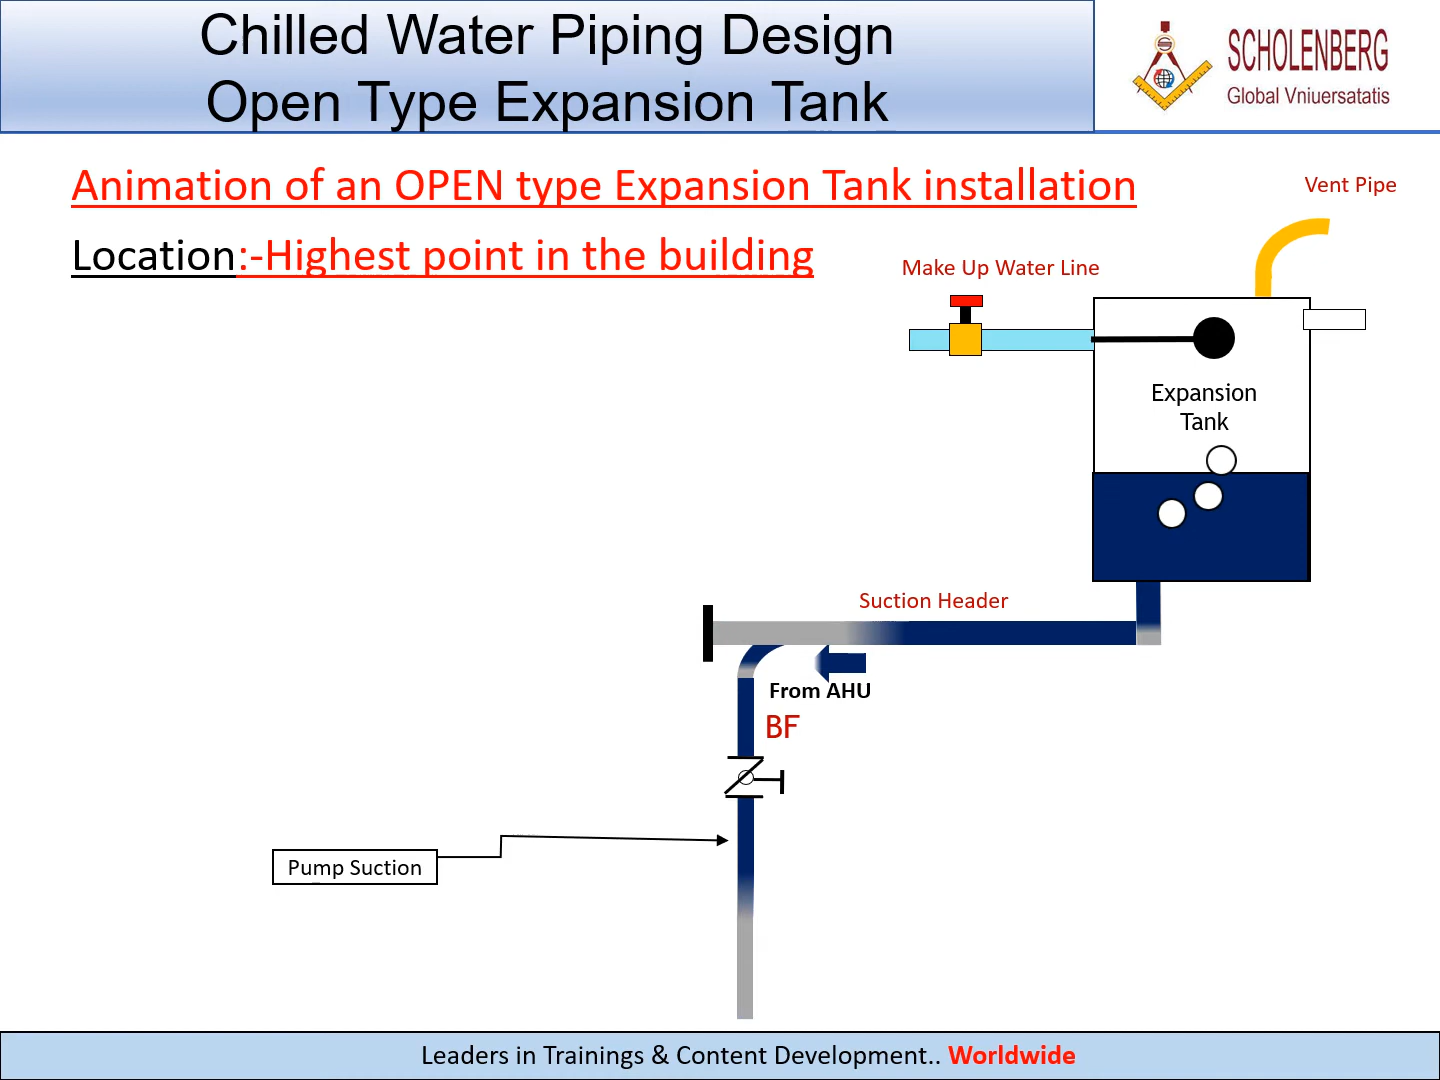 Chilled Water Piping Design
Open Type Expansion Tank
SCHOLENBERG
Global Vniuersatatis
Animation of an OPEN type Expansion Tank installation
Vent Pipe
Location:-Highest point in the building
Make Up Water Line
Expansion
Tank
Suction Header
From AHU
BF
Pump Suction
Leaders in Trainings & Content Development.. Worldwide